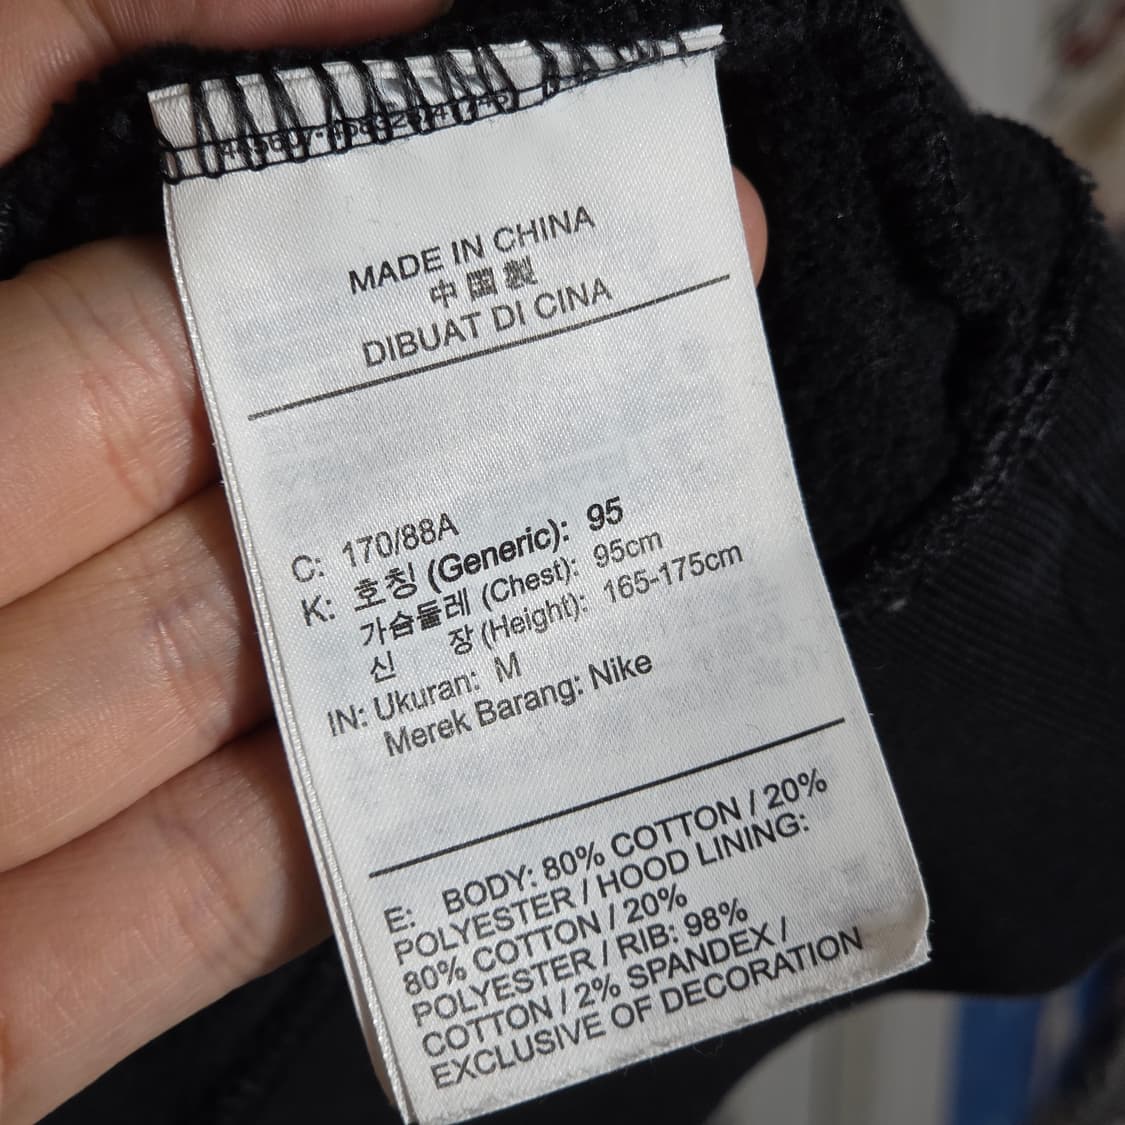 MADE IN CHINA
中国製
DIBUAT DI CINA
C: 170/88A
K: 호칭 (Generic): 95
가슴둘레 (Chest): 95cm
신 장 (Height): 165-175cm
IN: Ukuran: M
Merek Barang: Nike
E: BODY: 80% COTTON / 20%
POLYESTER / HOOD LINING:
80% COTTON / 20%
POLYESTER / RIB: 98%
COTTON / 2% SPANDEX /
EXCLUSIVE OF DECORATION